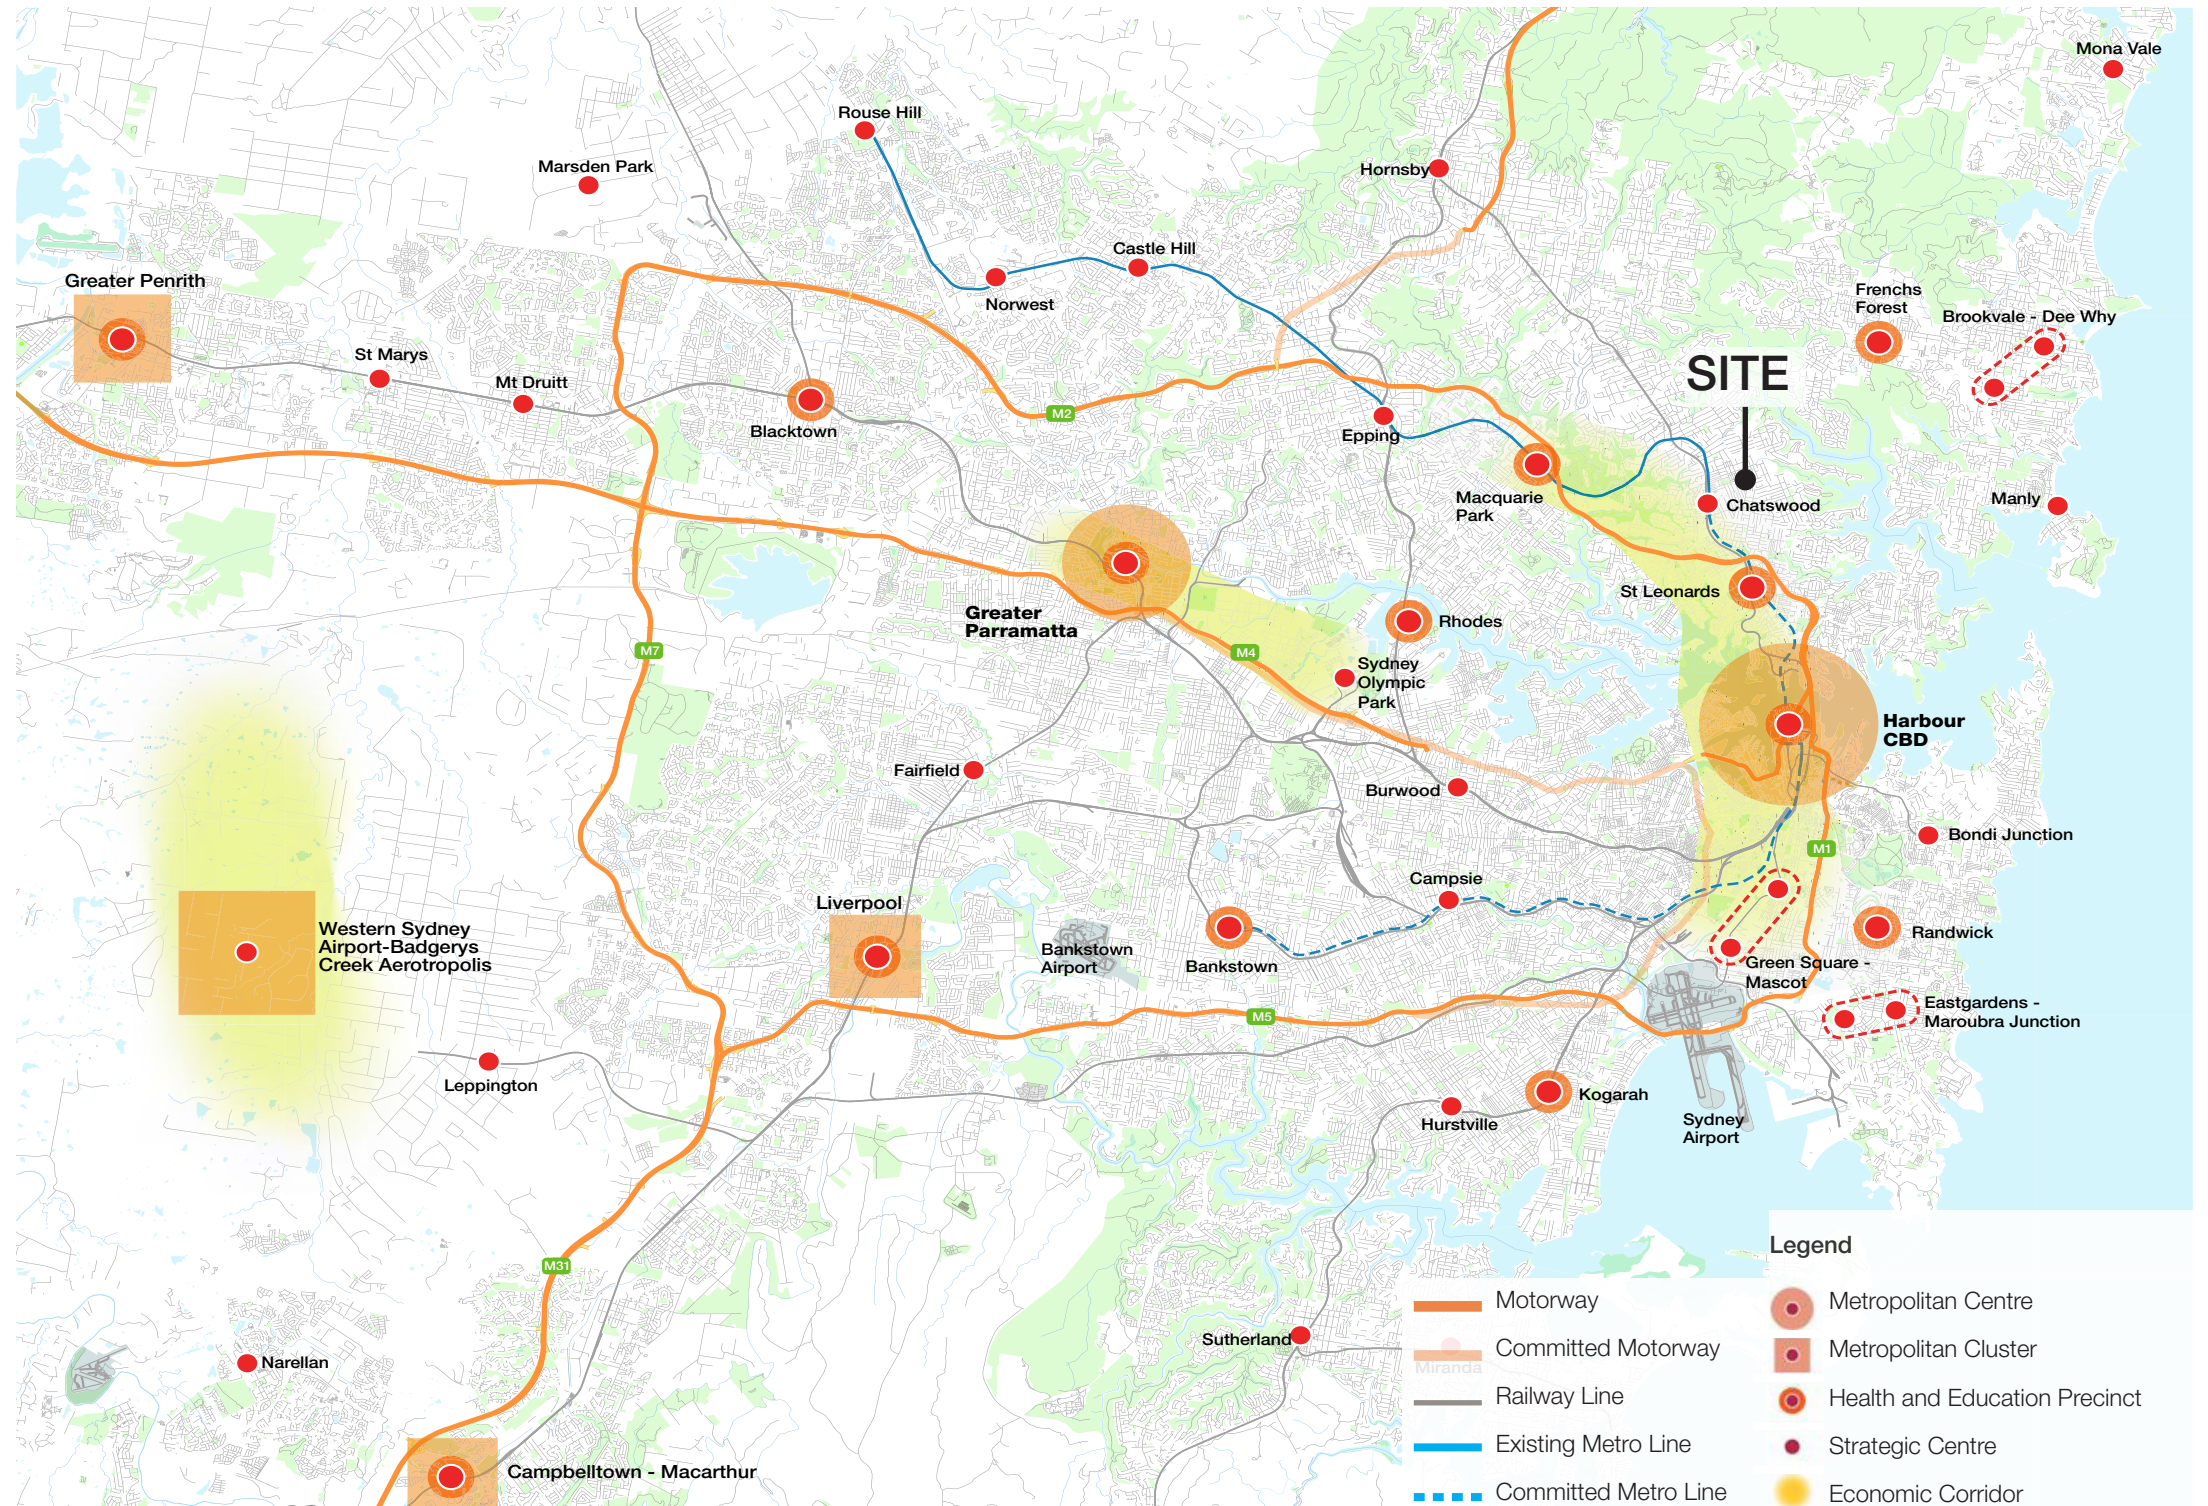 Mona Vale
Rouse Hill
Marsden Park
Hornsby
Castle Hill
Greater Penrith
Norwest
Frenchs
Forest
Brookvale - Dee Why
St Marys
Mt Druitt
SITE
M2
Blacktown
Epping
Macquarie
Park
Chatswood
Manly
St Leonards
Greater
Parramatta
Rhodes
M7
M4
Sydney
Olympic
Park
Harbour
CBD
Fairfield
Burwood
Bondi Junction
M1
Campsie
Liverpool
Western Sydney
Airport-Badgerys
Creek Aerotropolis
Bankstown
Airport
Bankstown
Randwick
Green Square -
Mascot
Eastgardens -
Maroubra Junction
M5
Leppington
Kogarah
Hurstville
Sydney
Airport
M31
Sutherland
Miranda
Narellan
Campbelltown - Macarthur
Legend
Motorway
Committed Motorway
Railway Line
Existing Metro Line
Committed Metro Line
Metropolitan Centre
Metropolitan Cluster
Health and Education Precinct
Strategic Centre
Economic Corridor